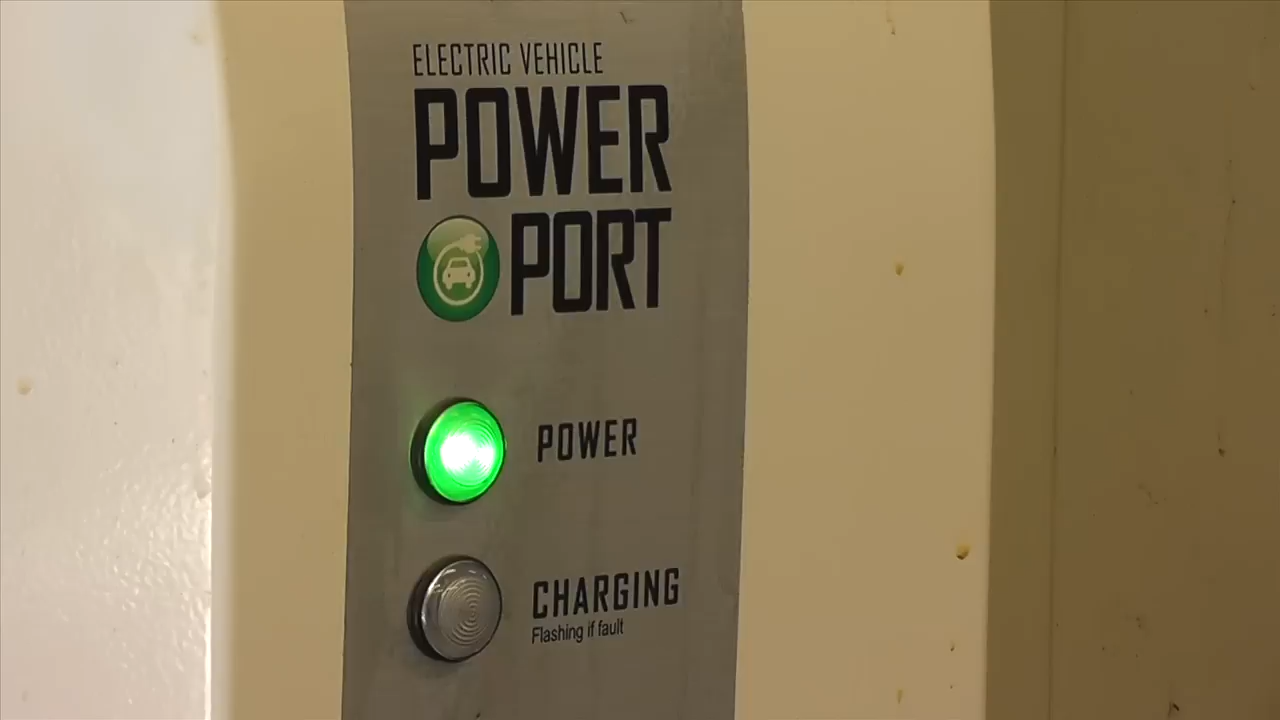 ELECTRIC VEHICLE
POWER
PORT
POWER
CHARGING
Flashing if fault